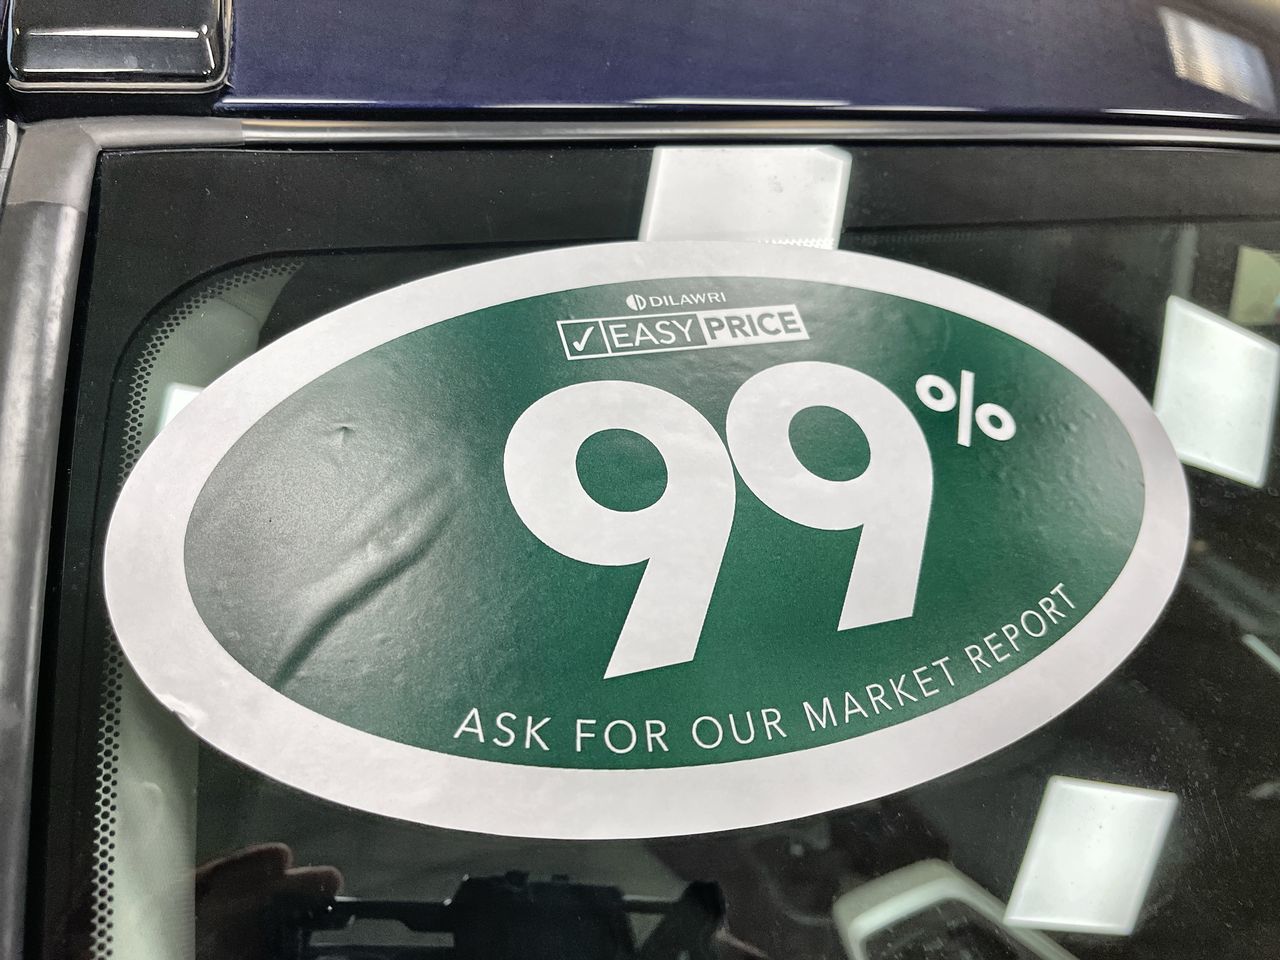 DILAWRI
✓ EASY PRICE
99%
ASK FOR OUR MARKET REPORT